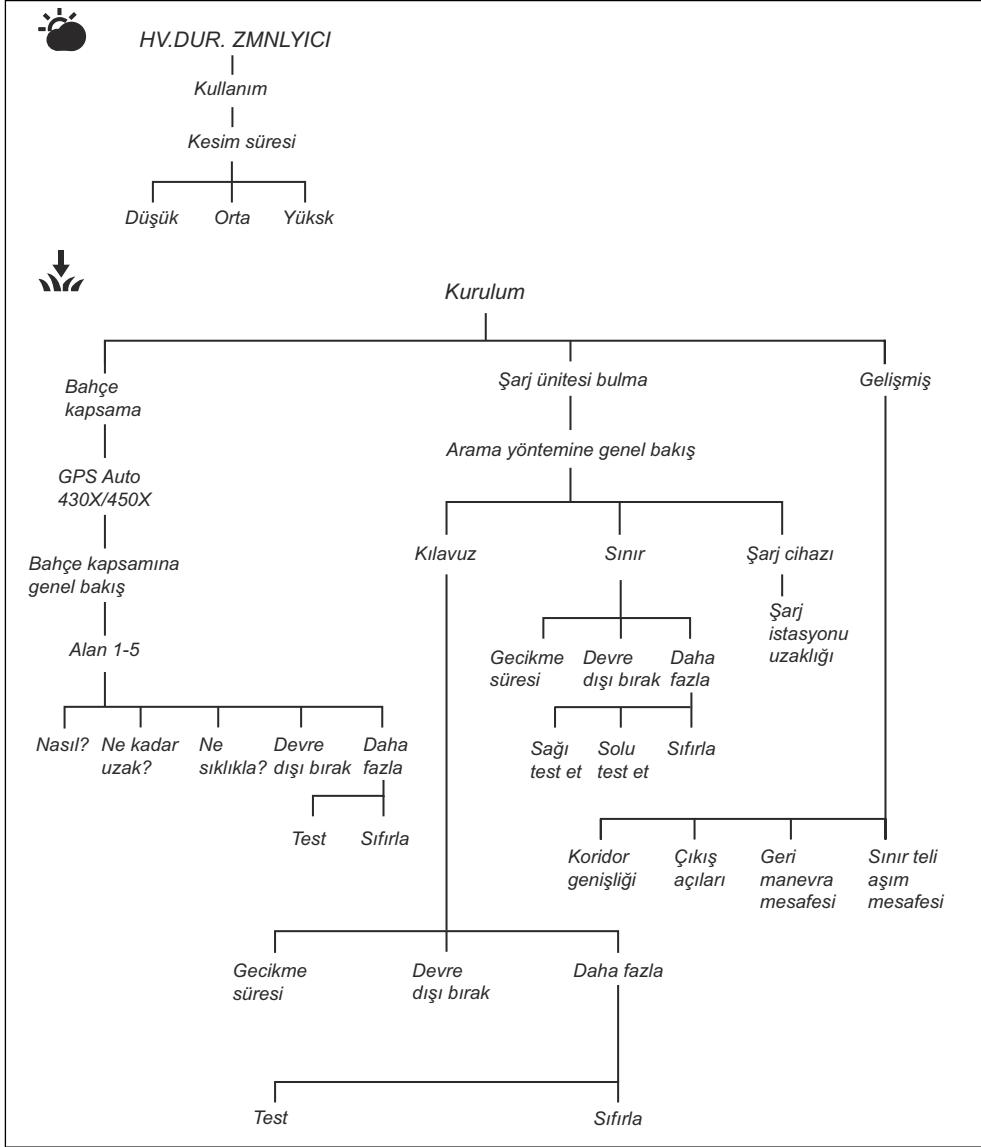 HV.DUR. ZMNLYICI
Kullanım
Kesim süresi
Düşük
Orta
Yüksk
Kurulum
Bahçe
kapsama
Şarj ünitesi bulma
Gelişmiş
GPS Auto
430X/450X
Arama yöntemine genel bakış
Bahçe kapsamına
genel bakış
Kılavuz
Sınır
Şarj cihazı
Alan 1-5
Gecikme
süresi
Devre
dışı bırak
Daha
fazla
Şarj
istasyonu
uzaklığı
Nasıl?
Ne kadar
uzak?
Ne
sıklıkla?
Devre
dışı bırak
Daha
fazla
Sağı
test et
Solu
test et
Sıfırla
Test
Sıfırla
Koridor
genişliği
Çıkış
açıları
Geri
manevra
mesafesi
Sınır teli
aşım
mesafesi
Gecikme
süresi
Devre
dışı bırak
Daha fazla
Test
Sıfırla